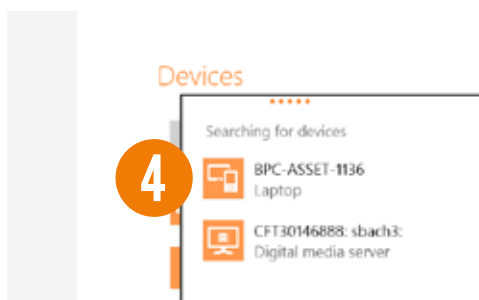 Devices
Searching for devices
4
BPC-ASSET-1136
Laptop
CFT30146888: sbach3:
Digital media server